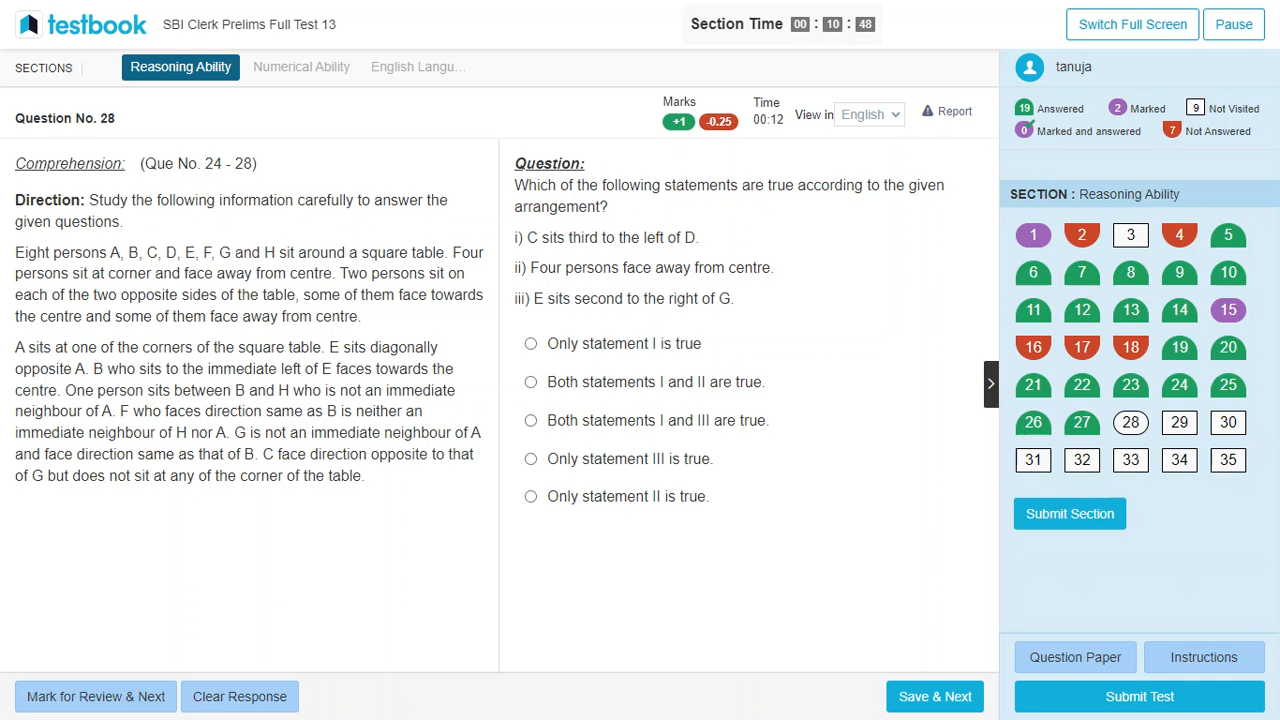 testbook
SBI Clerk Prelims Full Test 13
Section Time 00 : 10 : 48
Switch Full Screen
Pause
SECTIONS
Reasoning Ability
Numerical Ability
English Langu...
tanuja
Question No. 28
Marks
+1 -0.25
Time
00:12
View in English
Report
19 Answered
2 Marked
9 Not Visited
0 Marked and answered
7 Not Answered
Comprehension: (Que No. 24 - 28)
Direction: Study the following information carefully to answer the
given questions.
Eight persons A, B, C, D, E, F, G and H sit around a square table. Four
persons sit at corner and face away from centre. Two persons sit on
each of the two opposite sides of the table, some of them face towards
the centre and some of them face away from centre.
A sits at one of the corners of the square table. E sits diagonally
opposite A. B who sits to the immediate left of E faces towards the
centre. One person sits between B and H who is not an immediate
neighbour of A. F who faces direction same as B is neither an
immediate neighbour of H nor A. G is not an immediate neighbour of A
and face direction same as that of B. C face direction opposite to that
of G but does not sit at any of the corner of the table.
Question:
Which of the following statements are true according to the given
arrangement?
i) C sits third to the left of D.
ii) Four persons face away from centre.
iii) E sits second to the right of G.
Only statement I is true
Both statements I and II are true.
Both statements I and III are true.
Only statement III is true.
Only statement II is true.
SECTION : Reasoning Ability
1 2 3 4 5
6 7 8 9 10
11 12 13 14 15
16 17 18 19 20
21 22 23 24 25
26 27 28 29 30
31 32 33 34 35
Submit Section
Question Paper
Instructions
Mark for Review & Next
Clear Response
Save & Next
Submit Test